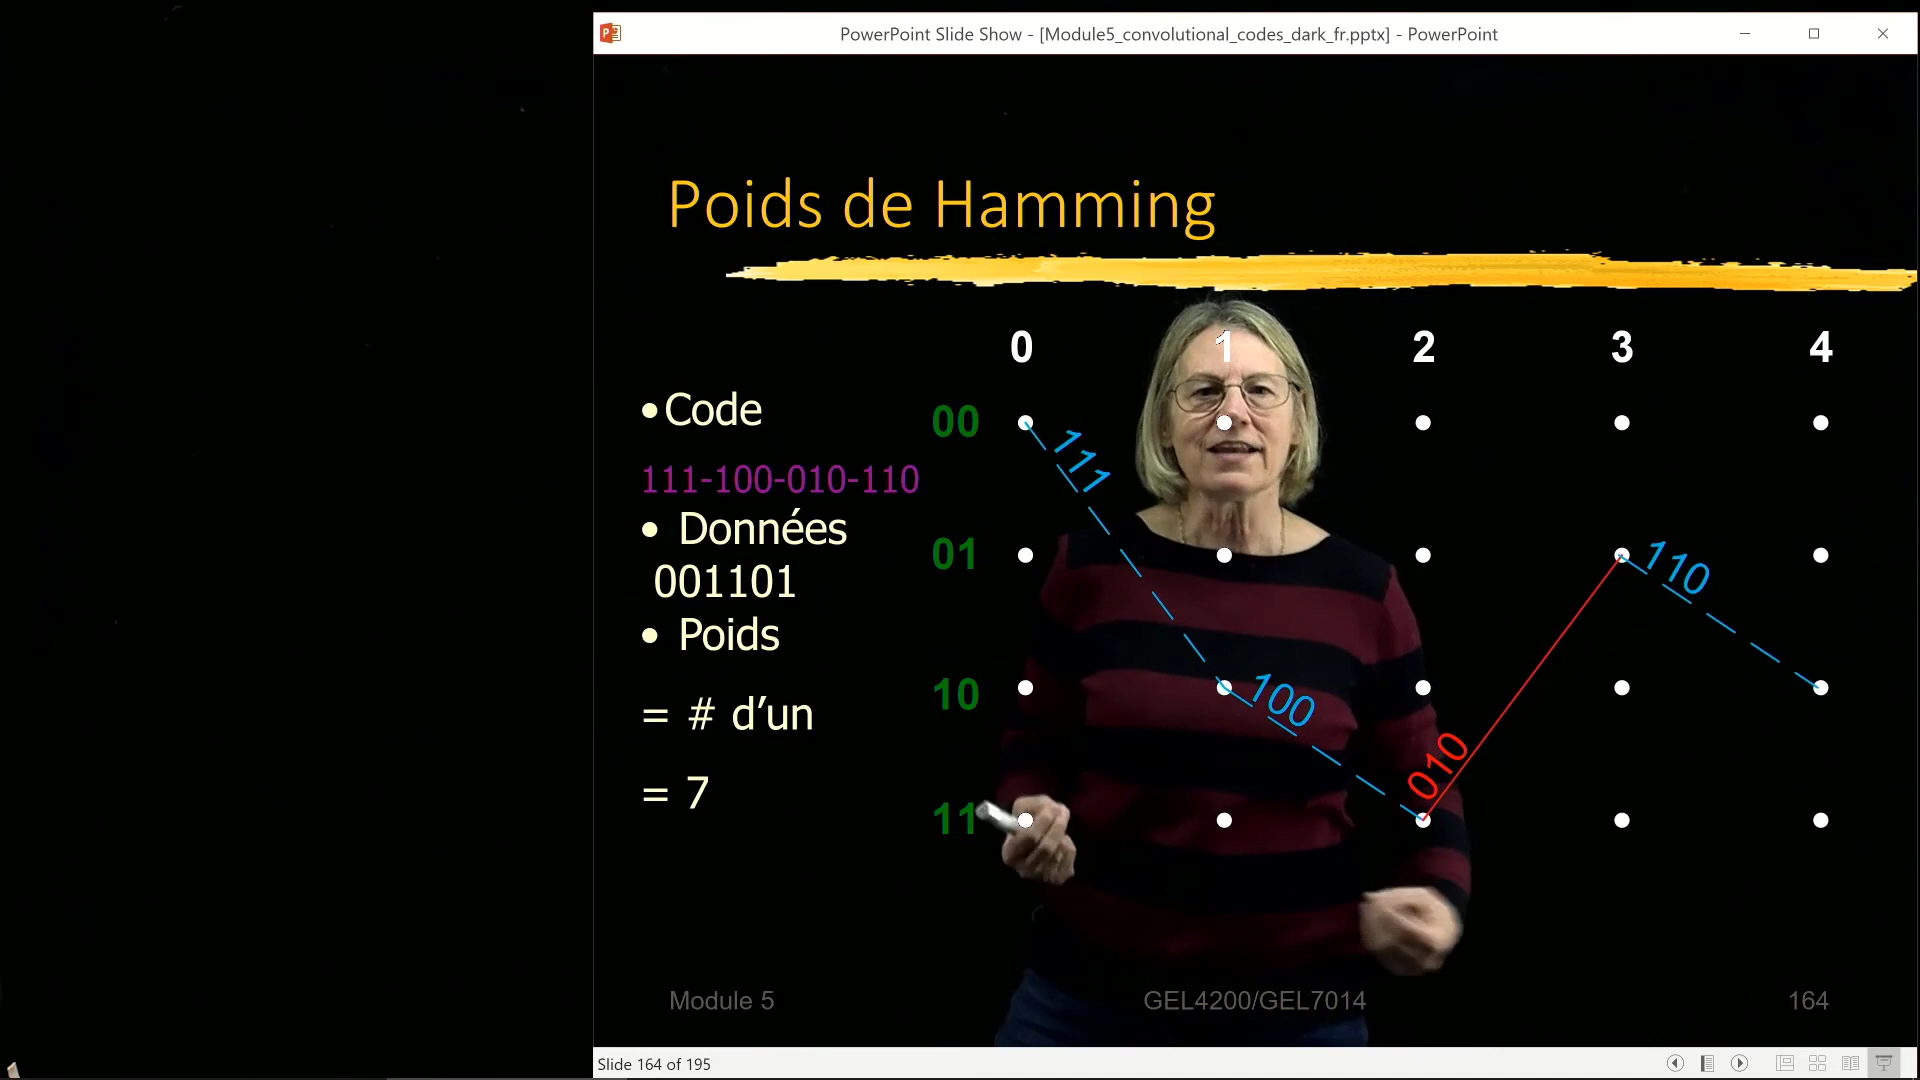 PowerPoint Slide Show - [Module5_convolutional_codes_dark_fr.pptx] - PowerPoint
Poids de Hamming
0 1 2 3 4
•Code
111-100-010-110
• Données
001101
• Poids
= # d’un
= 7
00
01
10
11
111
100
010
110
Module 5 GEL4200/GEL7014 164
Slide 164 of 195